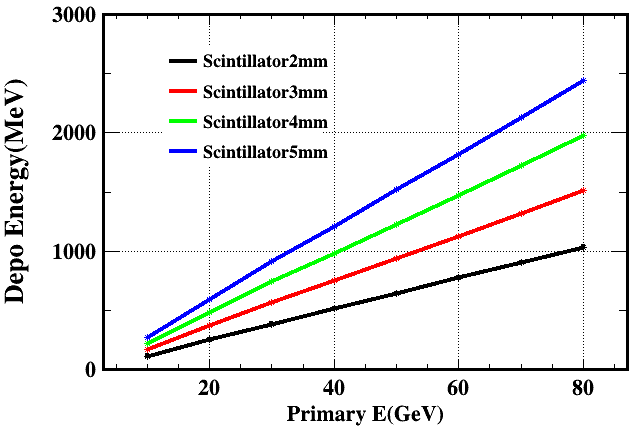 3000
2000
1000
0
Depo Energy(MeV)
Scintillator2mm
Scintillator3mm
Scintillator4mm
Scintillator5mm
20 40 60 80
Primary E(GeV)